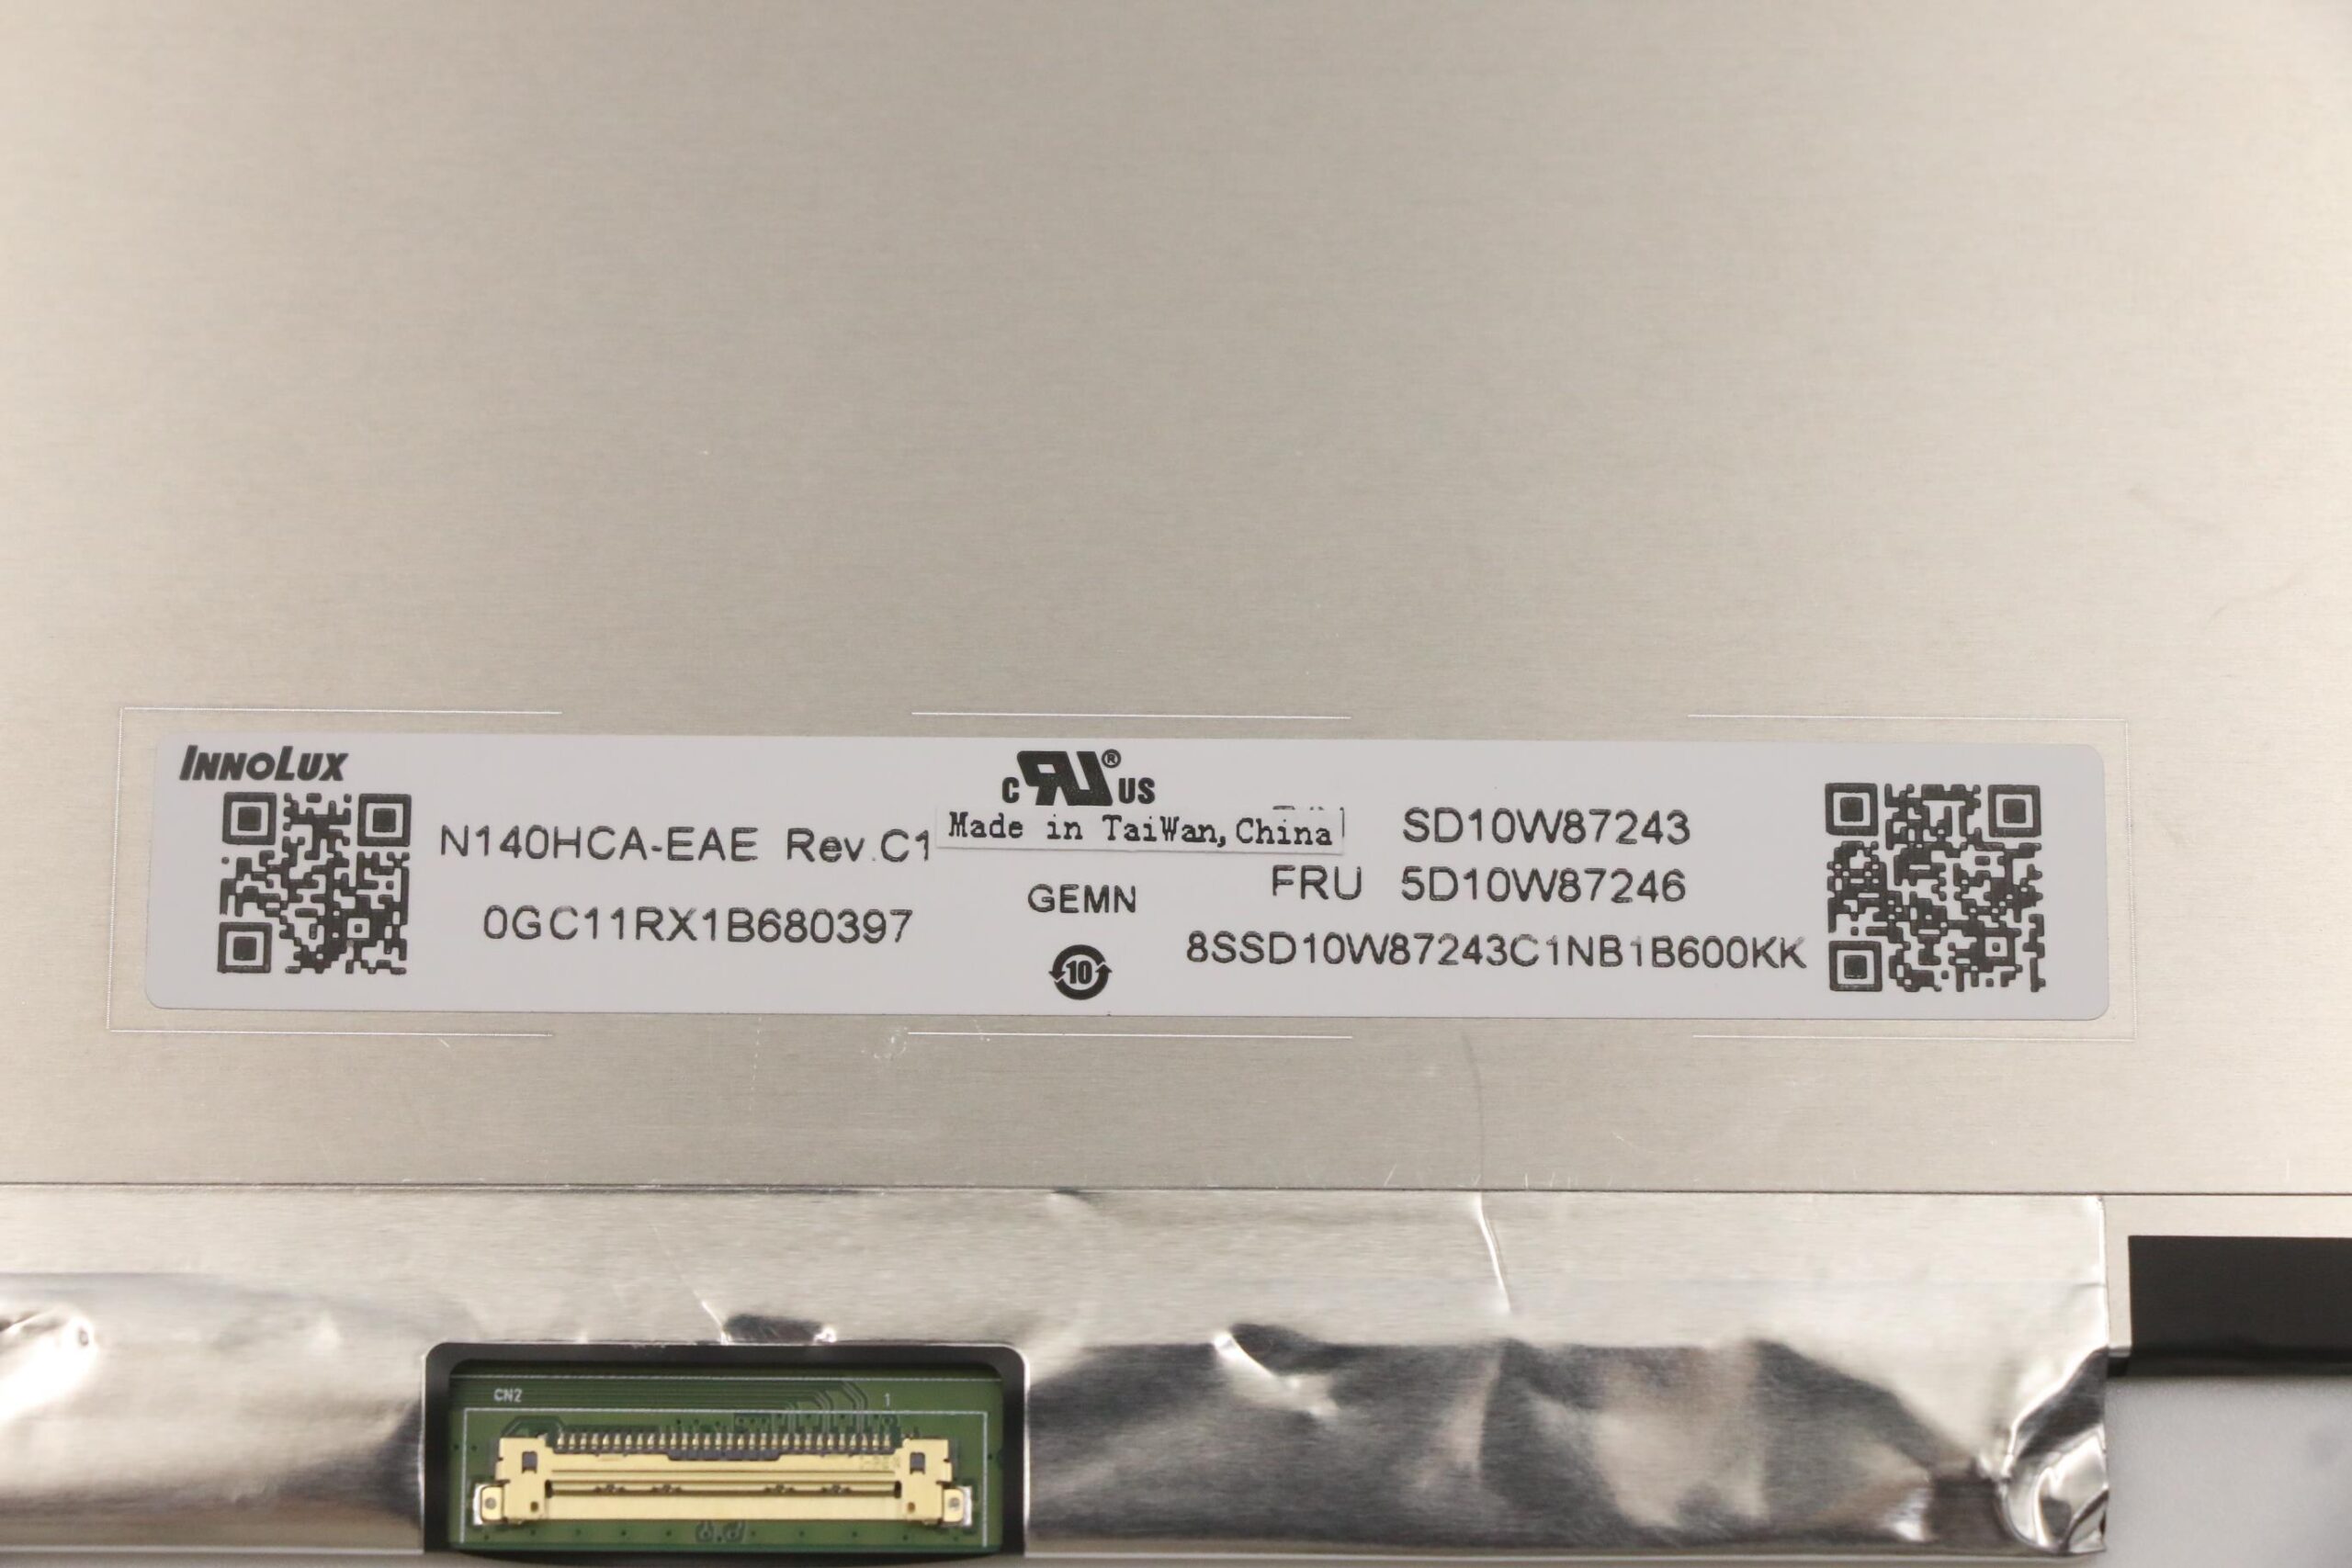 INNOLUX
N140HCA-EAE Rev.C1
0GC11RX1B680397
C RU ® US
Made in TaiWan, China
GEMN
10
SD10W87243
FRU 5D10W87246
8SSD10W87243C1NB1B600KK
CN2 1